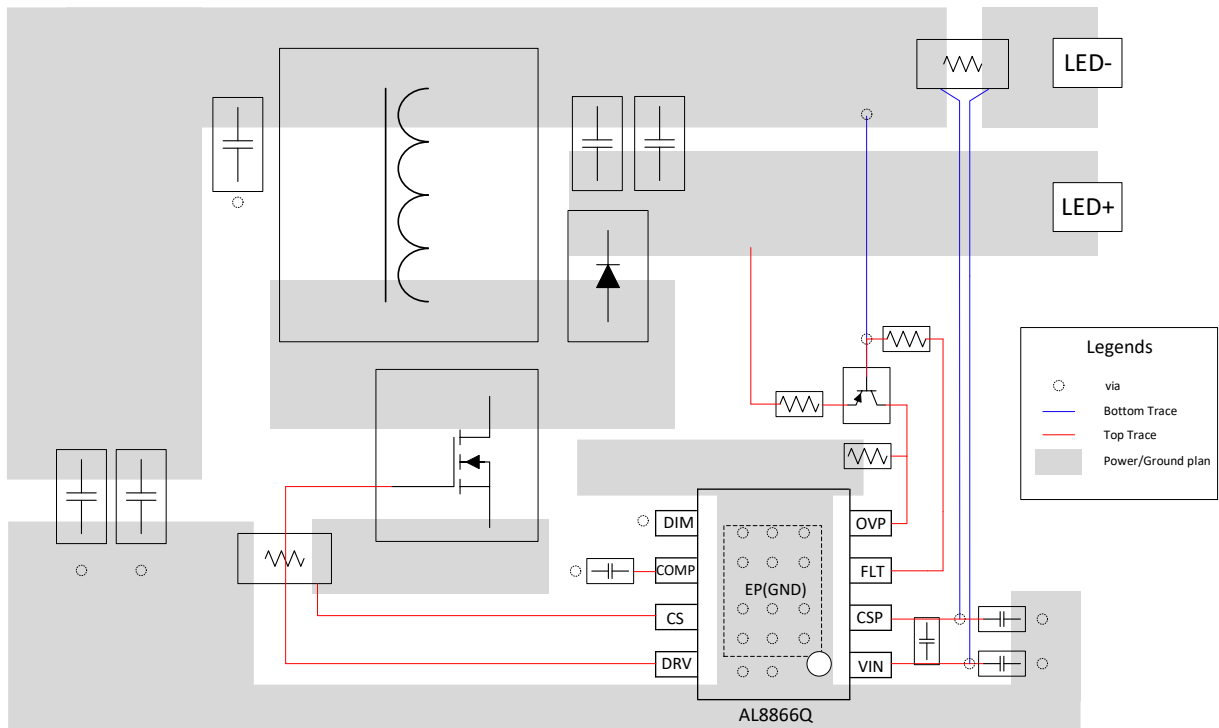 LED-
LED+
Legends
via
Bottom Trace
Top Trace
Power/Ground plan
DIM
COMP
CS
DRV
EP(GND)
OVP
FLT
CSP
VIN
AL8866Q